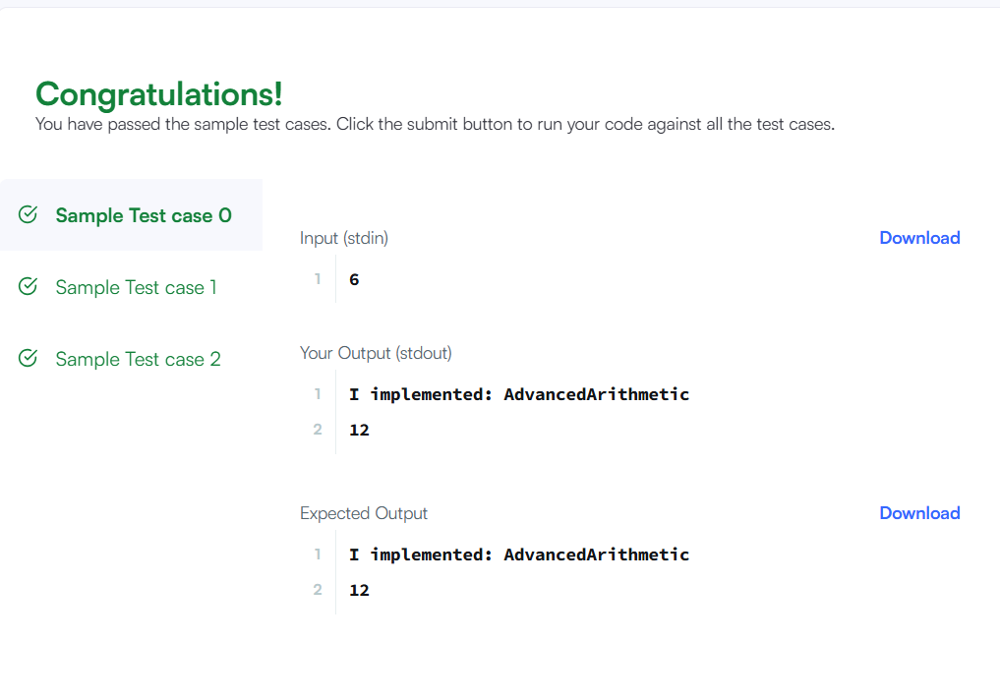 Congratulations!
You have passed the sample test cases. Click the submit button to run your code against all the test cases.
Sample Test case 0
Sample Test case 1
Sample Test case 2
Input (stdin)
Download
1 6
Your Output (stdout)
1 I implemented: AdvancedArithmetic
2 12
Expected Output
Download
1 I implemented: AdvancedArithmetic
2 12